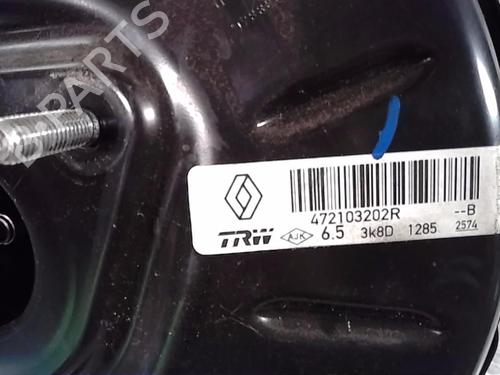 PARTS
472103202R --B
TRW AJK 6.5 3k8D 1285 2574